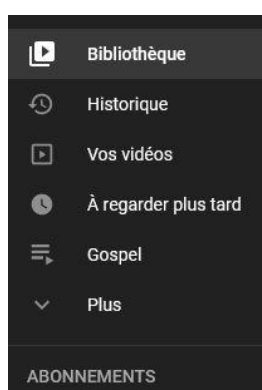 Bibliothèque
Historique
Vos vidéos
À regarder plus tard
Gospel
Plus
ABONNEMENTS